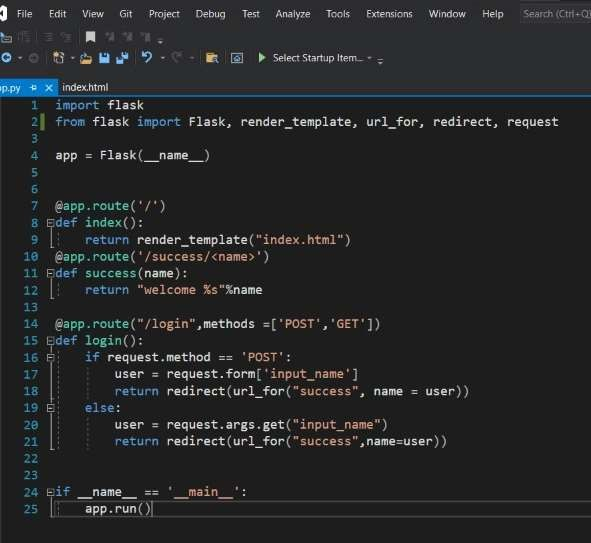 File Edit View Git Project Debug Test Analyze Tools Extensions Window Help Search (Ctrl+Q)
Select Startup Item...
pp.py index.html
1 import flask
2 from flask import Flask, render_template, url_for, redirect, request
3
4 app = Flask(__name__)
5
6
7 @app.route('/')
8 def index():
9 return render_template("index.html")
10 @app.route('/success/<name>')
11 def success(name):
12 return "welcome %s"%name
13
14 @app.route("/login",methods =['POST','GET'])
15 def login():
16 if request.method == 'POST':
17 user = request.form['input_name']
18 return redirect(url_for("success", name = user))
19 else:
20 user = request.args.get("input_name")
21 return redirect(url_for("success",name=user))
22
23
24 if __name__ == '__main__':
25 app.run()